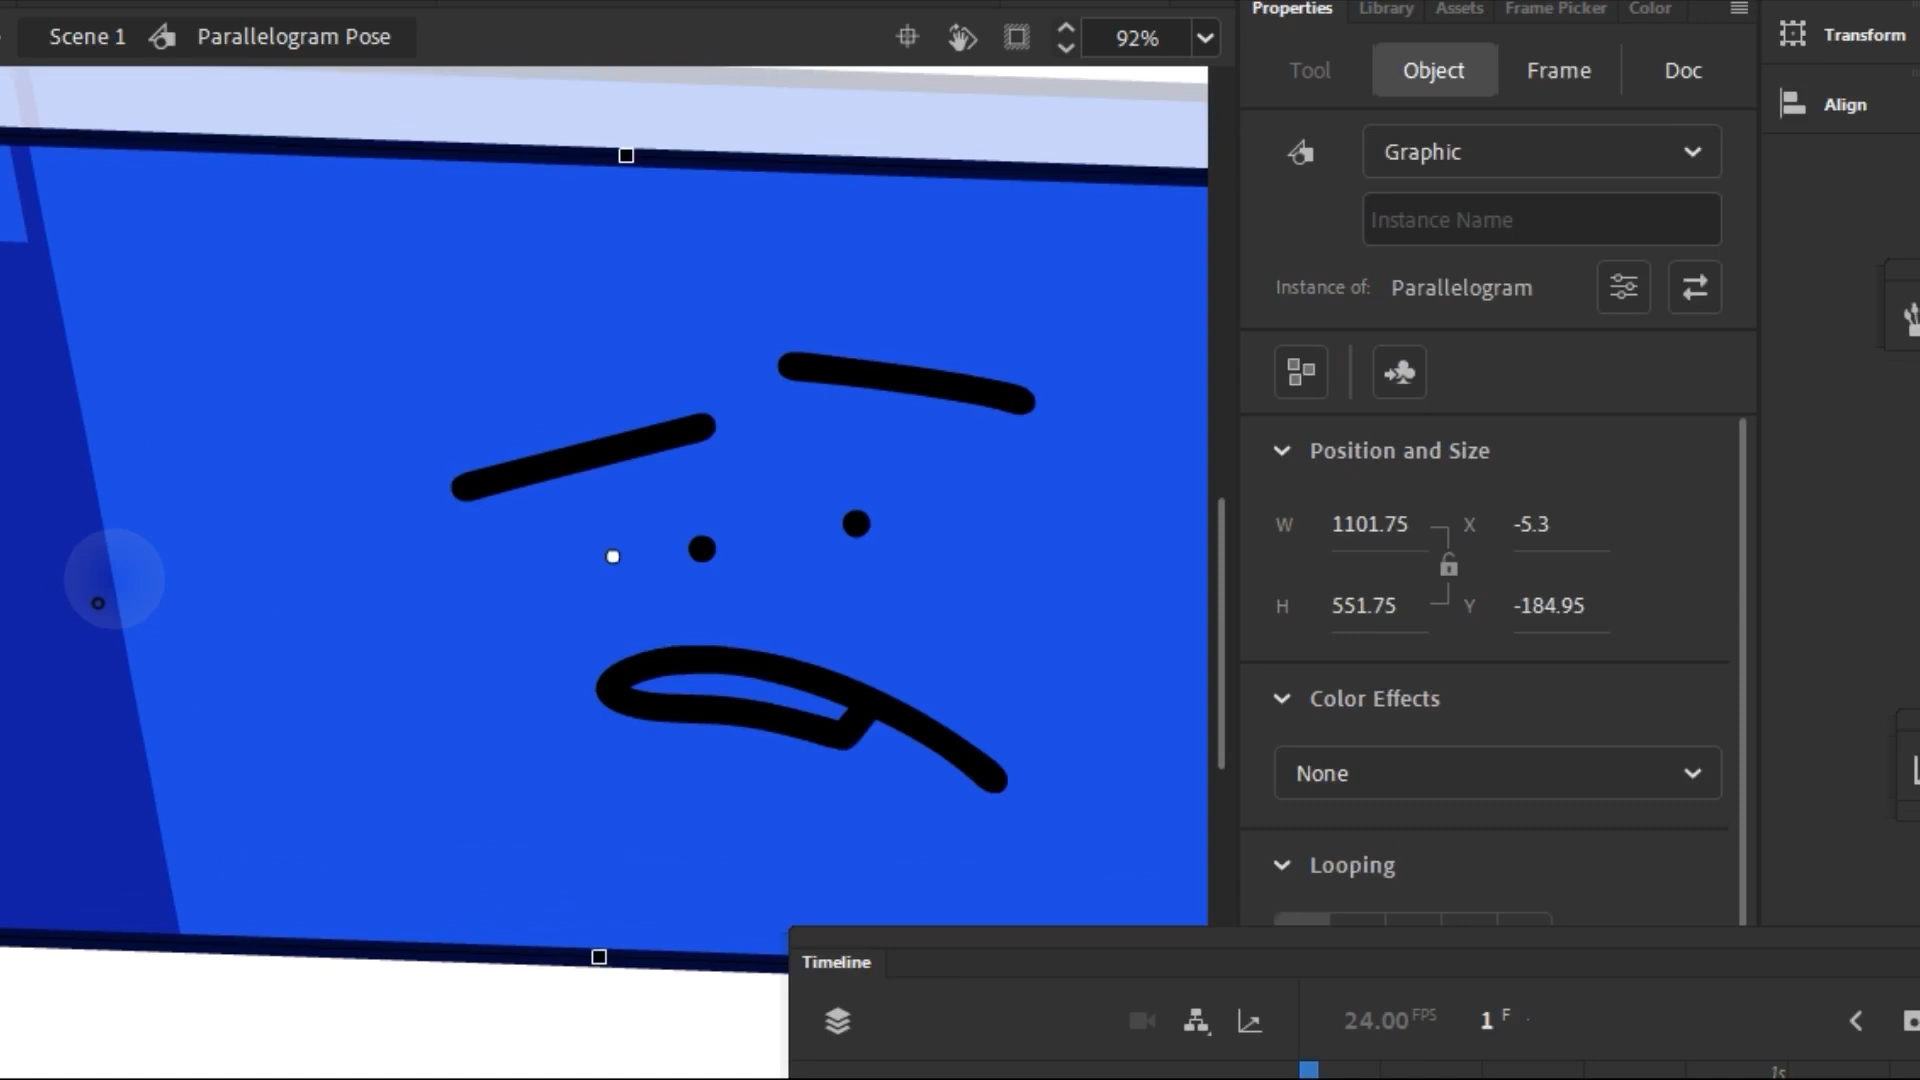 Properties Library Assets Frame Picker Color
Scene 1 Parallelogram Pose 92% Transform
Tool Object Frame Doc
Align
Graphic
Instance Name
Instance of: Parallelogram
Position and Size
W 1101.75 X -5.3
H 551.75 Y -184.95
Color Effects
None
Looping
Timeline
24.00 FPS 1 F
1s